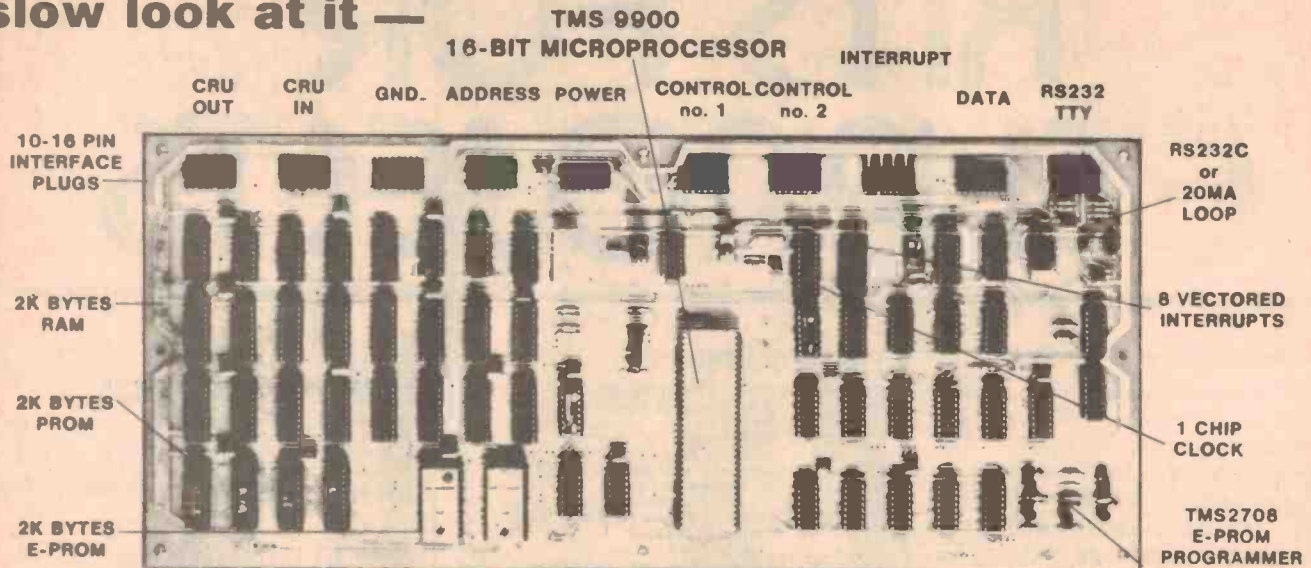 slow look at it —
TMS 9900
16-BIT MICROPROCESSOR
INTERRUPT
CRU
OUT
CRU
IN
GND.
ADDRESS
POWER
CONTROL
no. 1
CONTROL
no. 2
DATA
RS232
TTY
10-16 PIN
INTERFACE
PLUGS
RS232C
or
20MA
LOOP
2K BYTES
RAM
8 VECTORED
INTERRUPTS
2K BYTES
PROM
1 CHIP
CLOCK
2K BYTES
E-PROM
TMS2708
E-PROM
PROGRAMMER